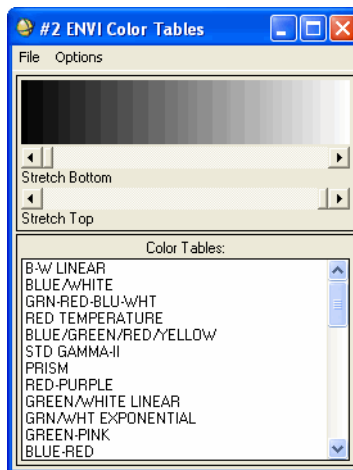 #2 ENVI Color Tables
File Options
Stretch Bottom
Stretch Top
Color Tables:
B-W LINEAR
BLUE/WHITE
GRN-RED-BLU-WHT
RED TEMPERATURE
BLUE/GREEN/RED/YELLOW
STD GAMMA-II
PRISM
RED-PURPLE
GREEN/WHITE LINEAR
GRN/WHT EXPONENTIAL
GREEN-PINK
BLUE-RED